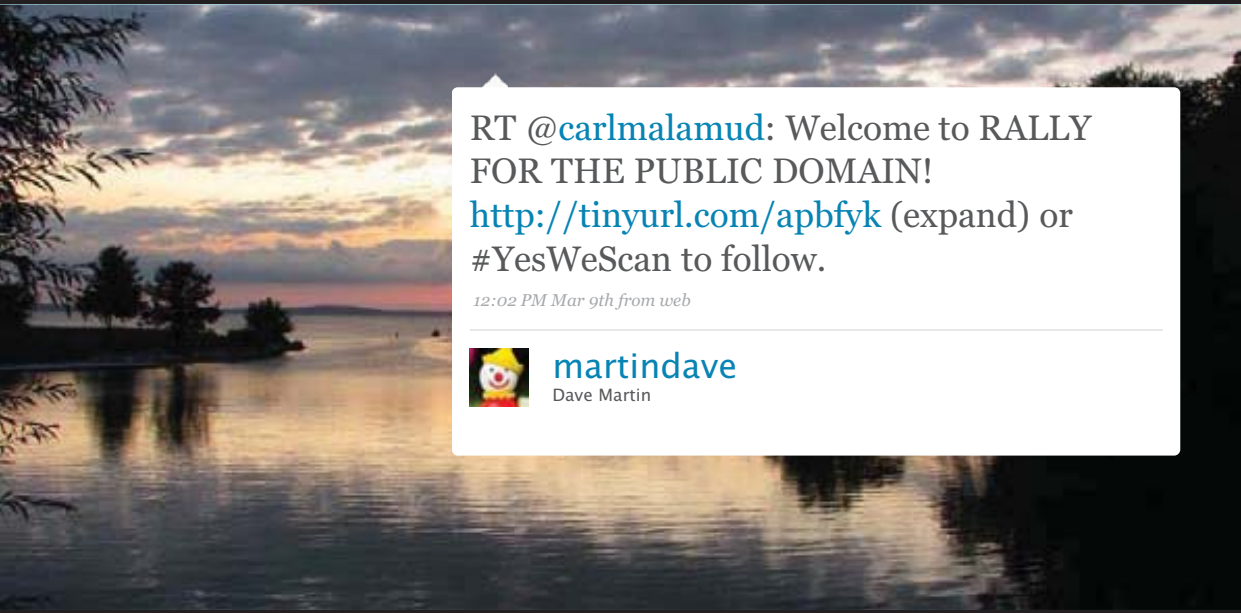 RT @carlmalamud: Welcome to RALLY
FOR THE PUBLIC DOMAIN!
http://tinyurl.com/apbfyk (expand) or
#YesWeScan to follow.
12:02 PM Mar 9th from web
martindave
Dave Martin